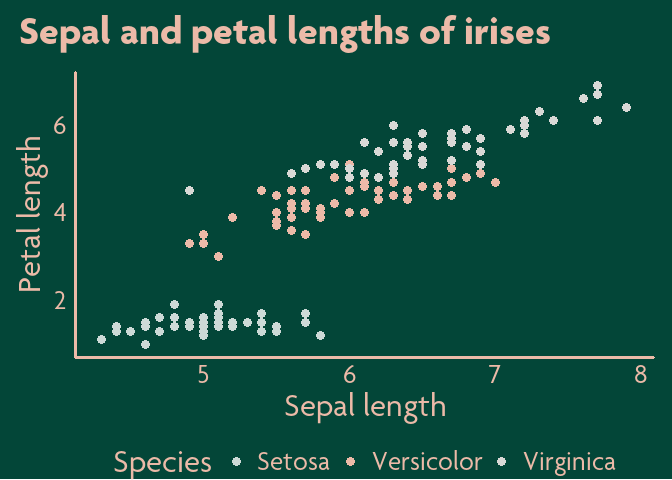 Sepal and petal lengths of irises
Petal length
6
4
2
5 6 7 8
Sepal length
Species Setosa Versicolor Virginica